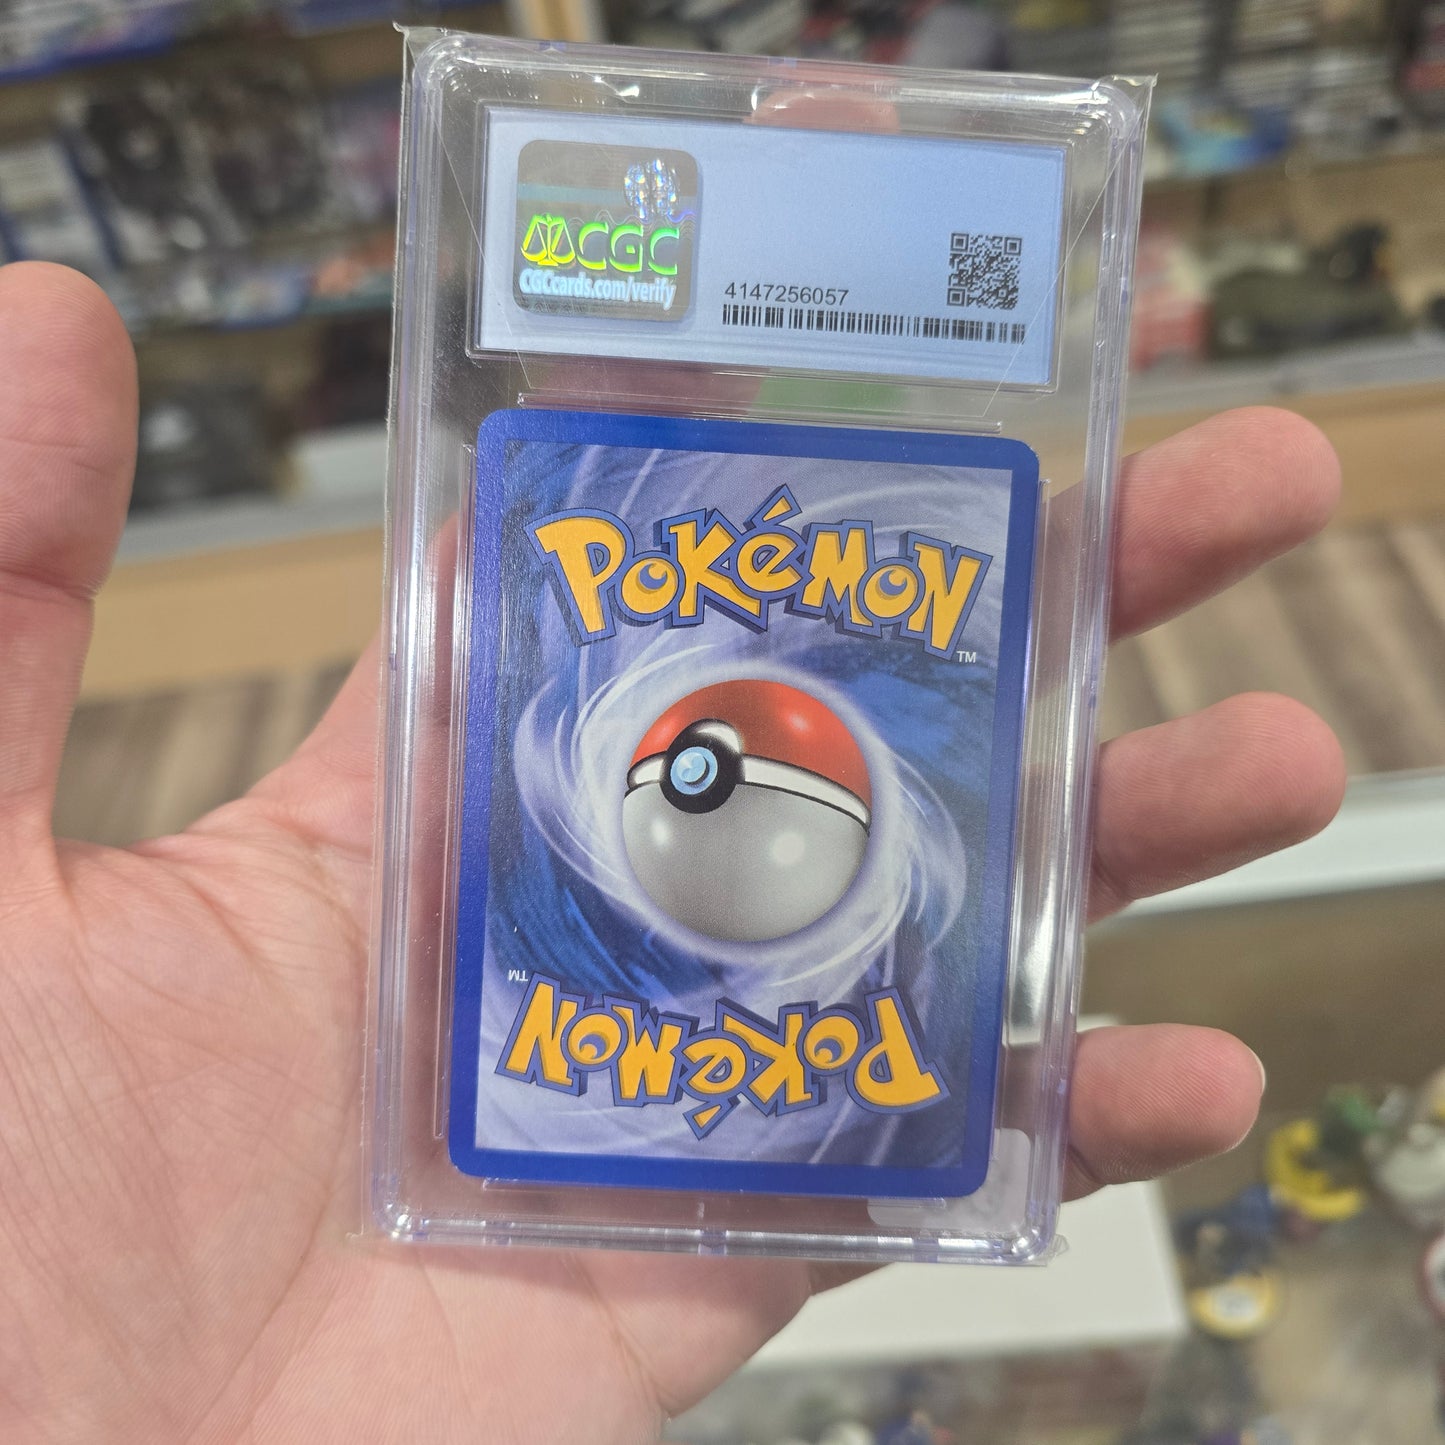 CGC
CGCcards.com/verify
4147256057
POKéMON
TM
TM
POKéMON